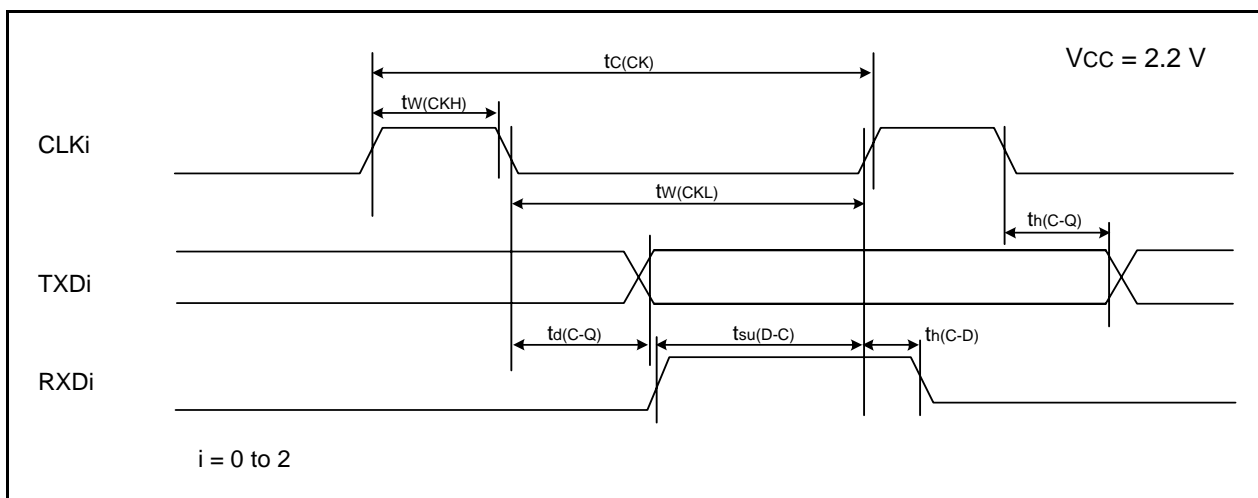 VCC = 2.2 V
tC(CK)
tW(CKH)
CLKi
tW(CKL)
th(C-Q)
TXDi
td(C-Q)
tsu(D-C)
th(C-D)
RXDi
i = 0 to 2